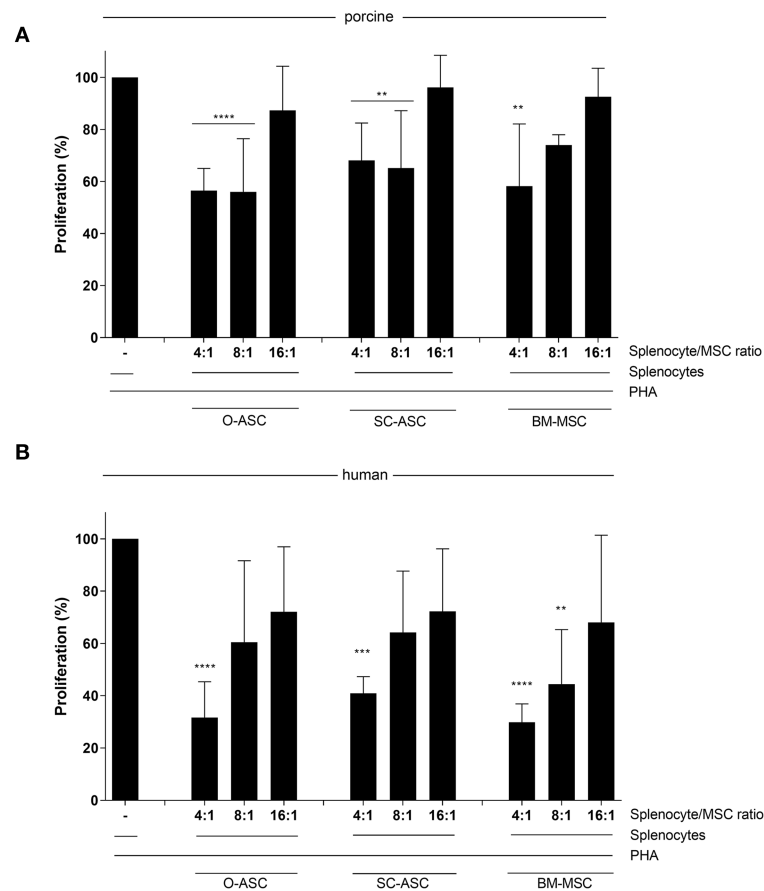 porcine
A
Proliferation (%)
100
80
60
40
20
0
****
**
**
- 4:1 8:1 16:1 4:1 8:1 16:1 4:1 8:1 16:1 Splenocyte/MSC ratio
Splenocytes
PHA
O-ASC SC-ASC BM-MSC
B
human
Proliferation (%)
100
80
60
40
20
0
****
***
****
**
- 4:1 8:1 16:1 4:1 8:1 16:1 4:1 8:1 16:1 Splenocyte/MSC ratio
Splenocytes
PHA
O-ASC SC-ASC BM-MSC